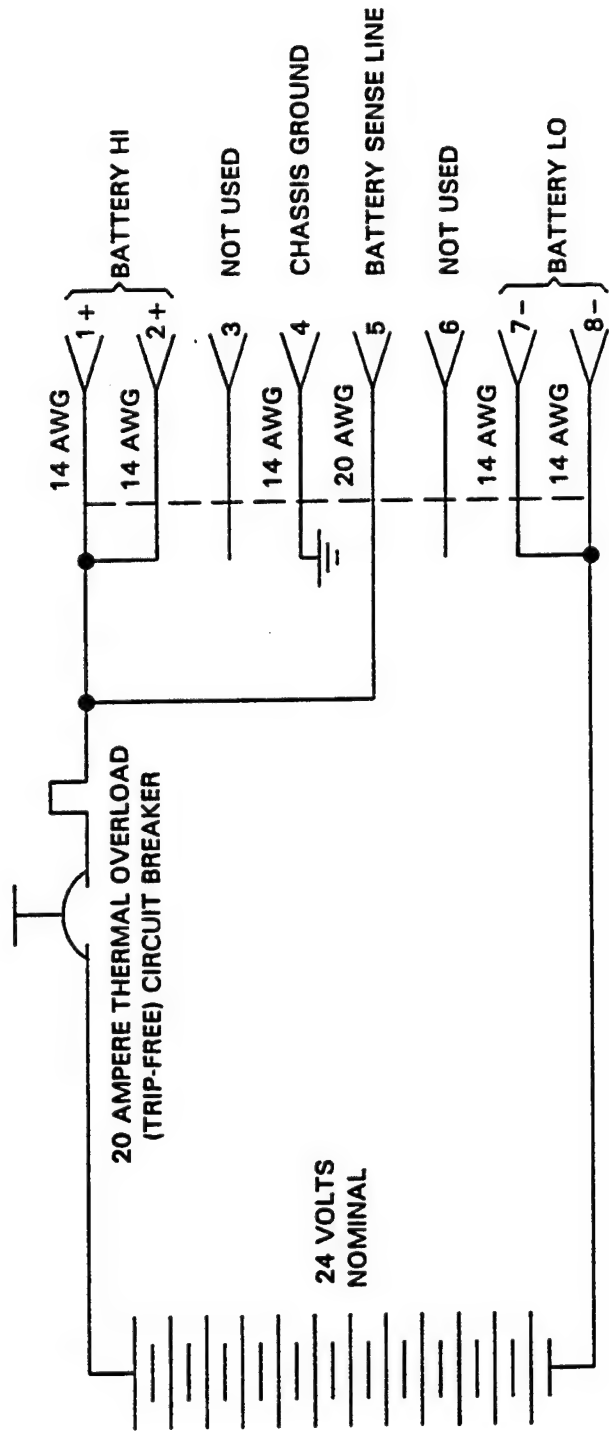 20 AMPERE THERMAL OVERLOAD
(TRIP-FREE) CIRCUIT BREAKER
24 VOLTS
NOMINAL
14 AWG
1 +
14 AWG
2 +
BATTERY HI
3
NOT USED
14 AWG
4
CHASSIS GROUND
20 AWG
5
BATTERY SENSE LINE
6
NOT USED
14 AWG
7 -
14 AWG
8 -
BATTERY LO